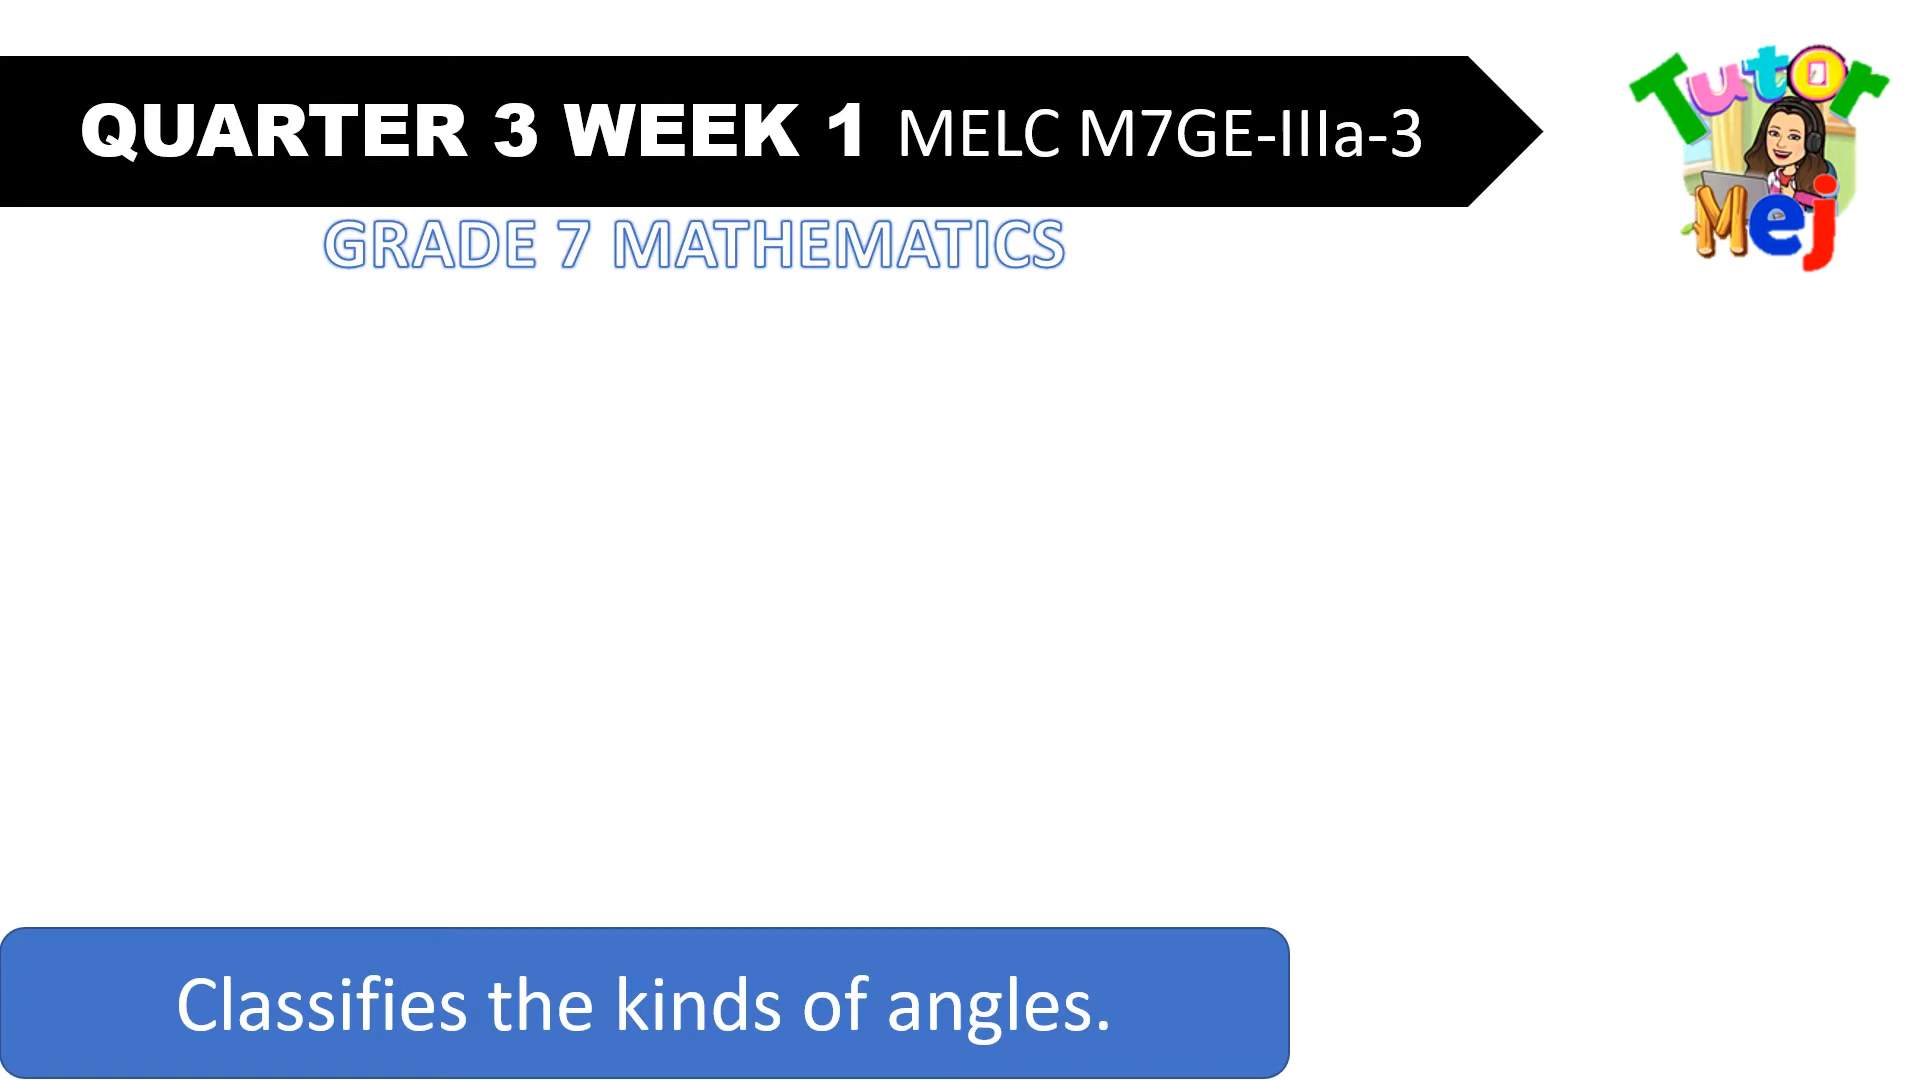 QUARTER 3 WEEK 1 MELC M7GE-IIIa-3
Tutor
Mej
GRADE 7 MATHEMATICS
Classifies the kinds of angles.